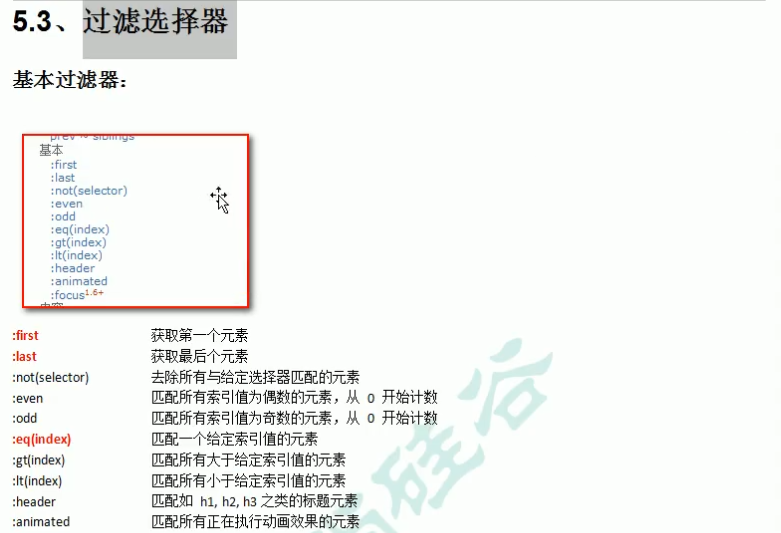 5.3、过滤选择器
基本过滤器：
prev ~ siblings
基本
:first
:last
:not(selector)
:even
:odd
:eq(index)
:gt(index)
:lt(index)
:header
:animated
:focus1.6+
内容
:first 获取第一个元素
:last 获取最后个元素
:not(selector) 去除所有与给定选择器匹配的元素
:even 匹配所有索引值为偶数的元素，从 0 开始计数
:odd 匹配所有索引值为奇数的元素，从 0 开始计数
:eq(index) 匹配一个给定索引值的元素
:gt(index) 匹配所有大于给定索引值的元素
:lt(index) 匹配所有小于给定索引值的元素
:header 匹配如 h1, h2, h3 之类的标题元素
:animated 匹配所有正在执行动画效果的元素
硅谷